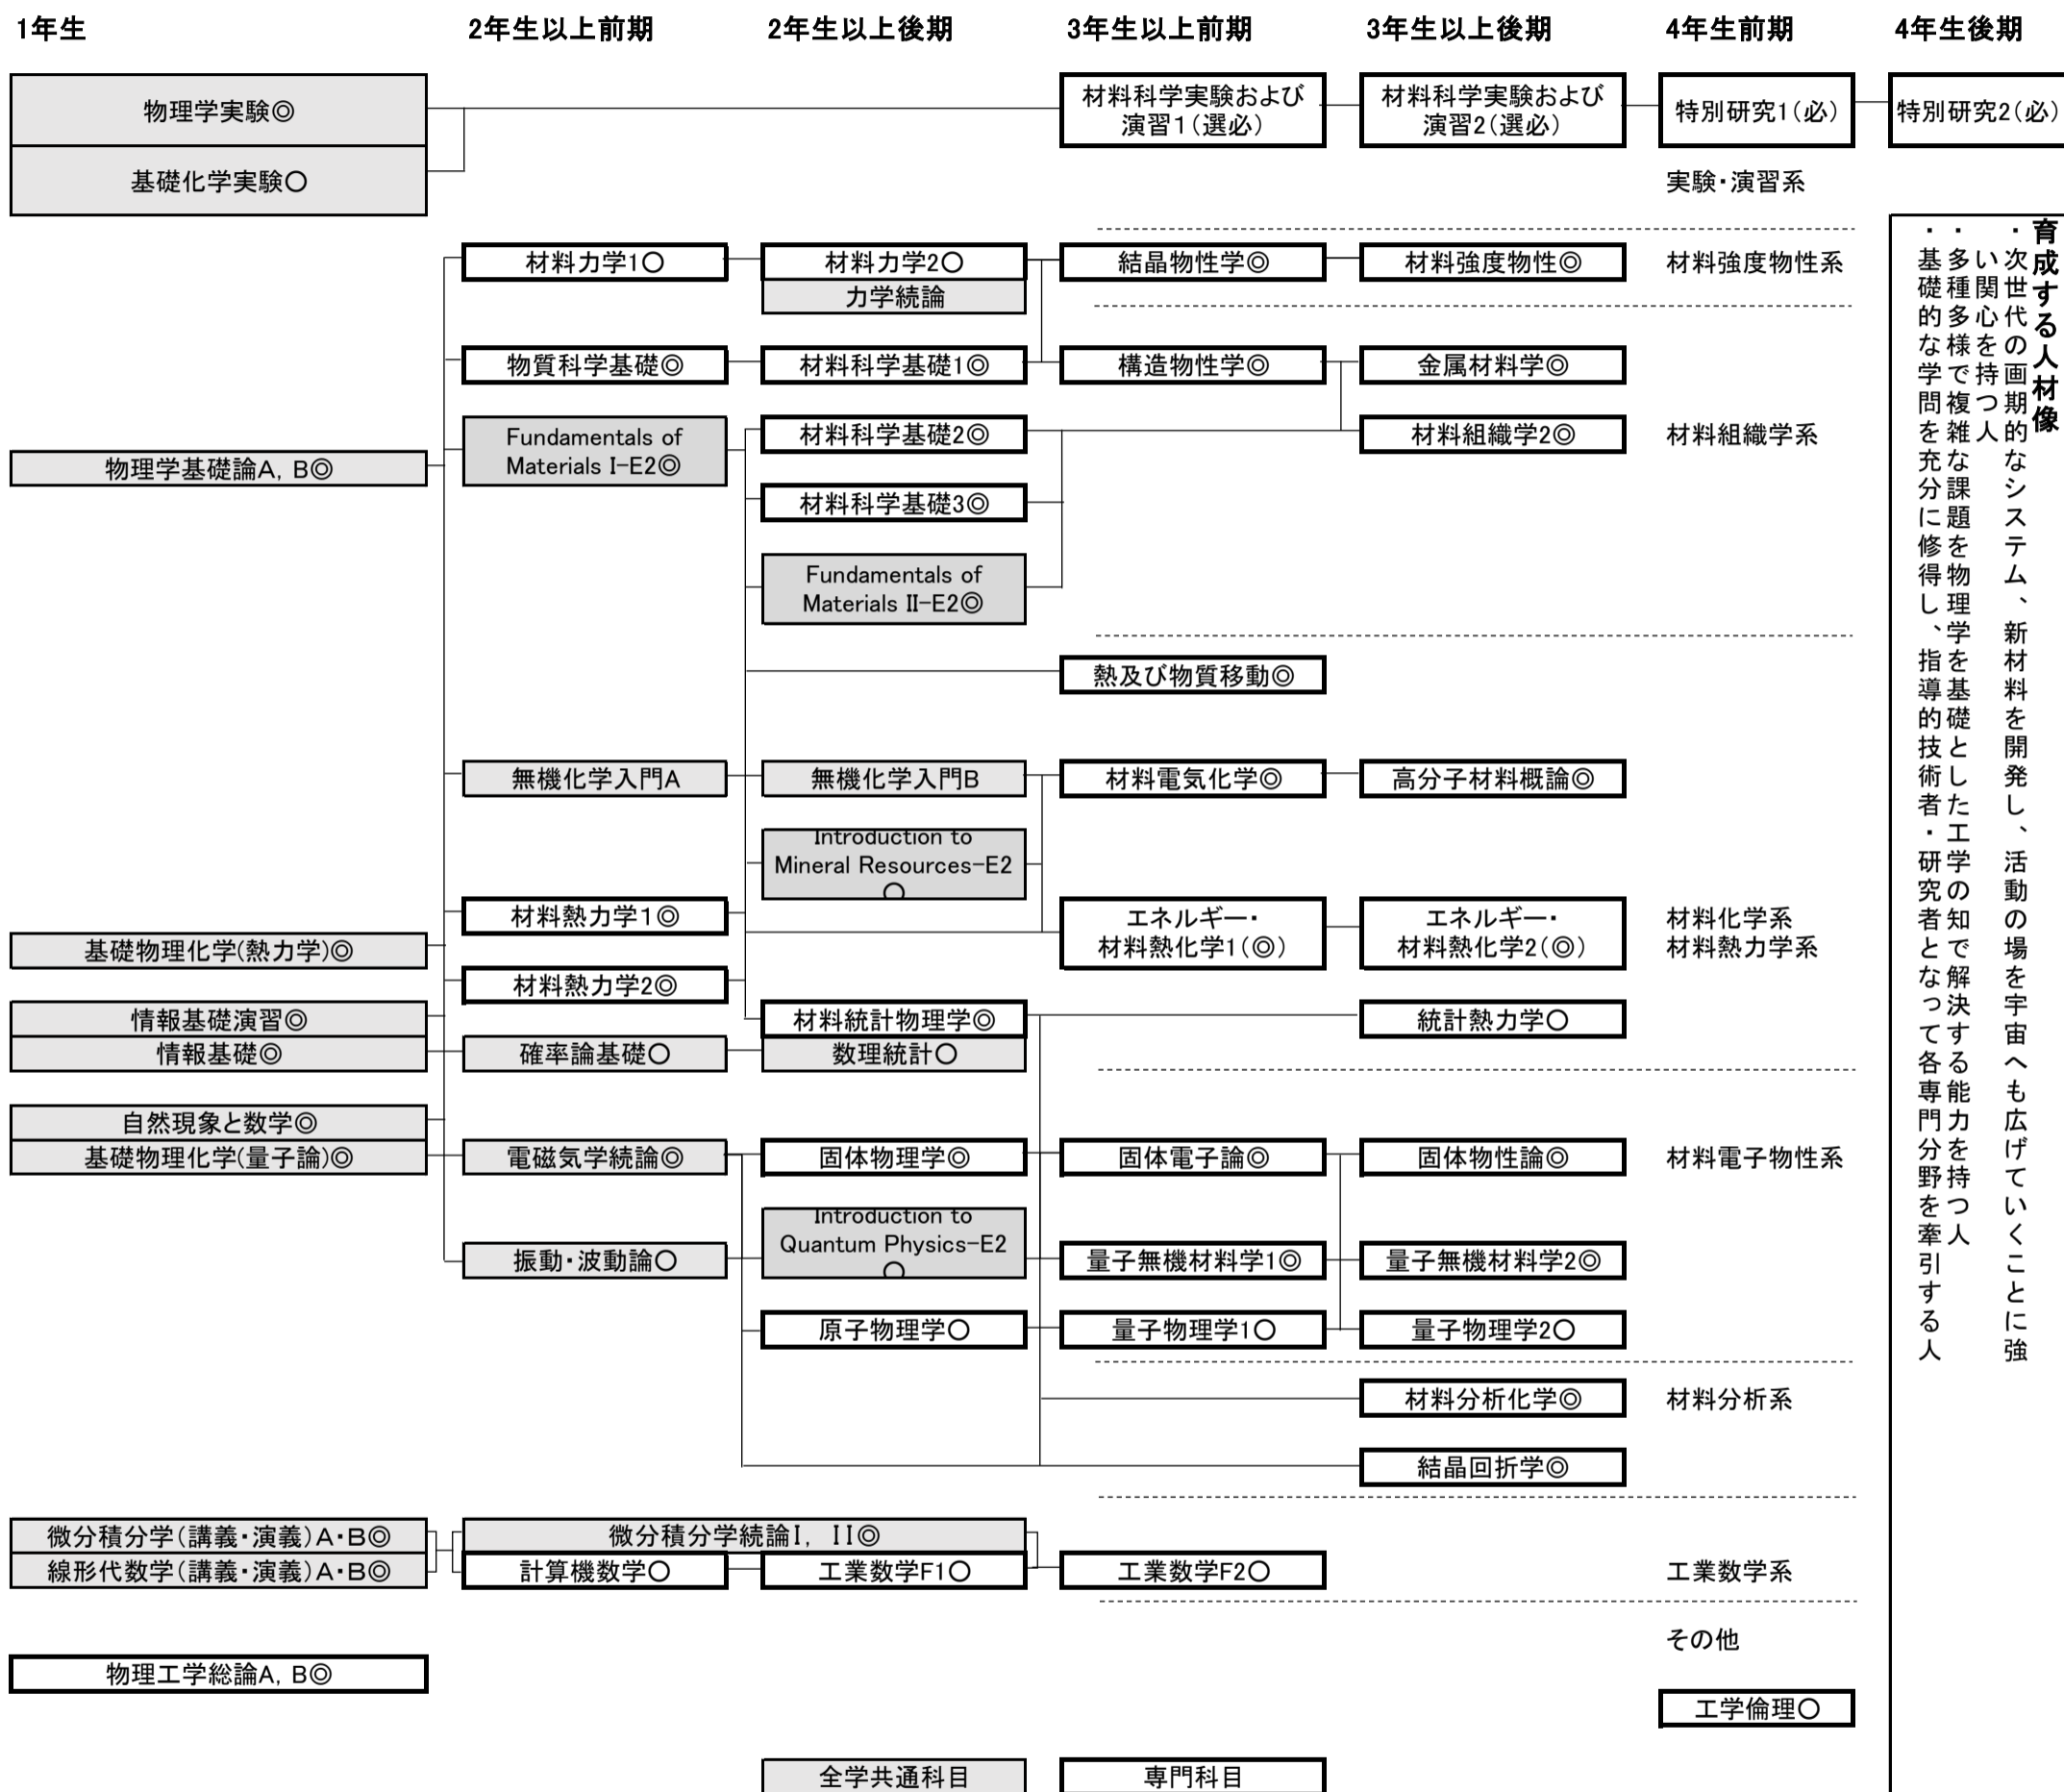 1年生
2年生以上前期
2年生以上後期
3年生以上前期
3年生以上後期
4年生前期
4年生後期
物理学実験◎
材料科学実験および
演習1(選必)
材料科学実験および
演習2(選必)
特別研究1(必)
特別研究2(必)
基礎化学実験○
実験・演習系
材料力学1○
材料力学2○
結晶物性学◎
材料強度物性◎
材料強度物性系
力学続論
物質科学基礎◎
材料科学基礎1◎
構造物性学◎
金属材料学◎
Fundamentals of
Materials I-E2◎
材料科学基礎2◎
材料組織学2◎
材料組織学系
物理学基礎論A, B◎
材料科学基礎3◎
Fundamentals of
Materials II-E2◎
熱及び物質移動◎
無機化学入門A
無機化学入門B
材料電気化学◎
高分子材料概論◎
Introduction to
Mineral Resources-E2
○
材料熱力学1◎
エネルギー・
材料熱化学1(◎)
エネルギー・
材料熱化学2(◎)
材料化学系
材料熱力学系
基礎物理化学(熱力学)◎
材料熱力学2◎
情報基礎演習◎
材料統計物理学◎
統計熱力学○
情報基礎◎
確率論基礎○
数理統計○
自然現象と数学◎
基礎物理化学(量子論)◎
電磁気学続論◎
固体物理学◎
固体電子論◎
固体物性論◎
材料電子物性系
振動・波動論○
Introduction to
Quantum Physics-E2
○
量子無機材料学1◎
量子無機材料学2◎
原子物理学○
量子物理学1○
量子物理学2○
材料分析化学◎
材料分析系
結晶回折学◎
微分積分学(講義・演義)A・B◎
微分積分学続論I, II◎
線形代数学(講義・演義)A・B◎
計算機数学○
工業数学F1○
工業数学F2○
工業数学系
その他
物理工学総論A, B◎
工学倫理○
全学共通科目
専門科目
育成する人材像
・次世代の画期的なシステム、新材料を開発し、活動の場を宇宙へも広げていくことに強
い関心を持つ人
・多種多様で複雑な課題を物理学を基礎とした工学の知で解決する能力を持つ人
・基礎的な学問を充分に修得し、指導的技術者・研究者となって各専門分野を牽引する人